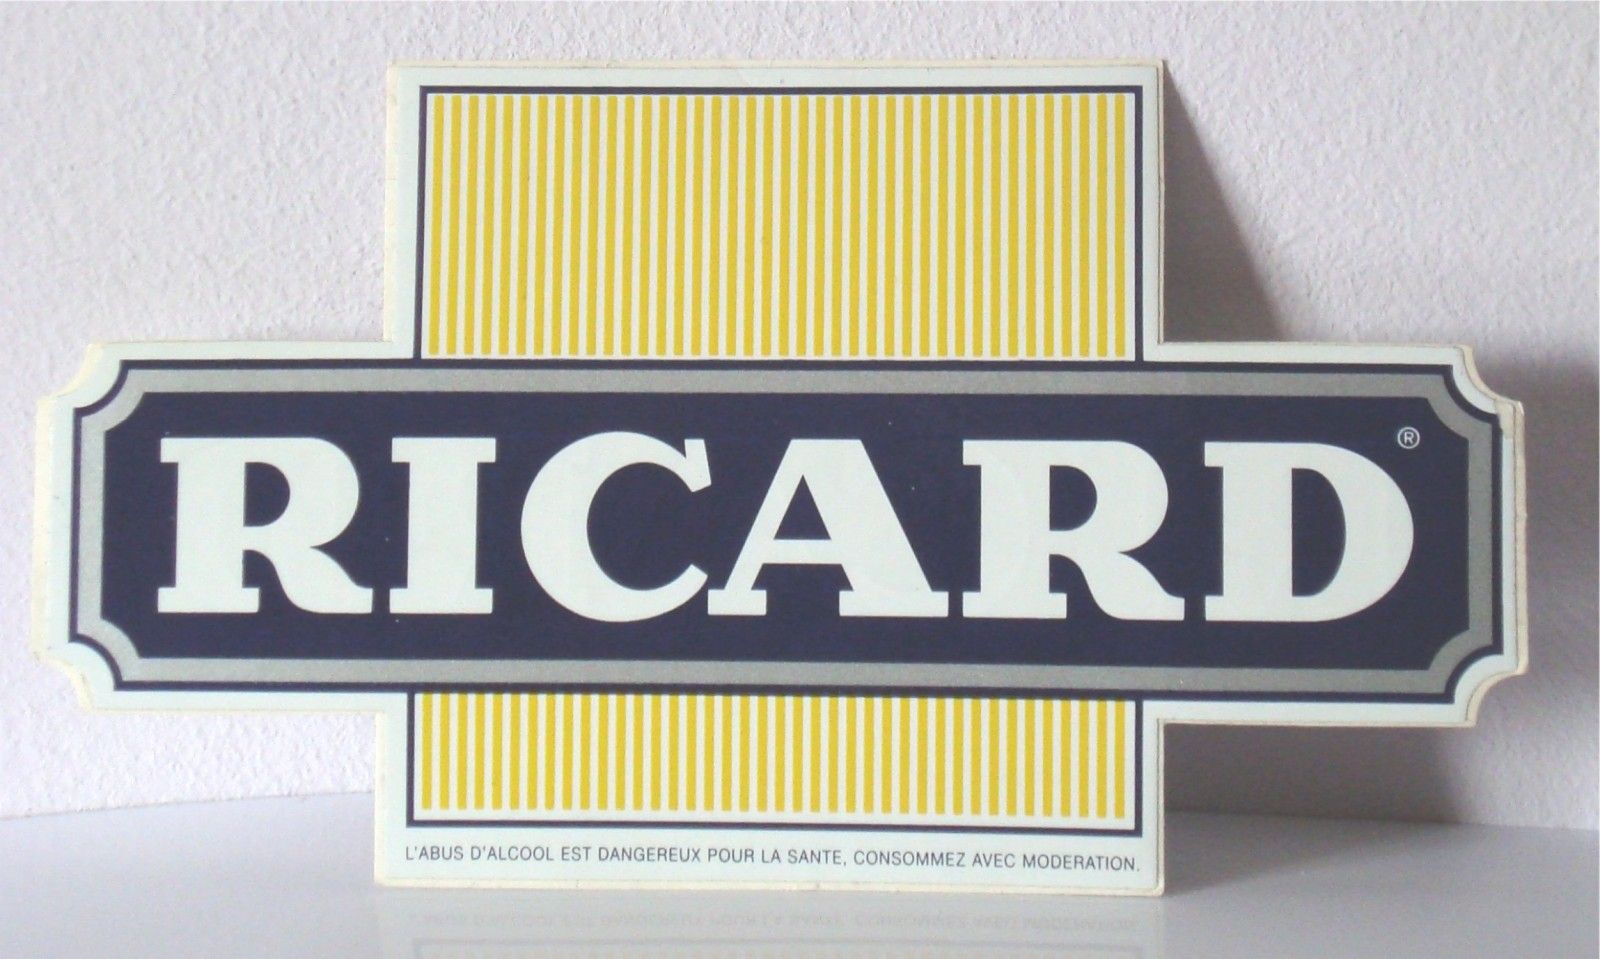 RICARD®
L'ABUS D'ALCOOL EST DANGEREUX POUR LA SANTE, CONSOMMEZ AVEC MODERATION.